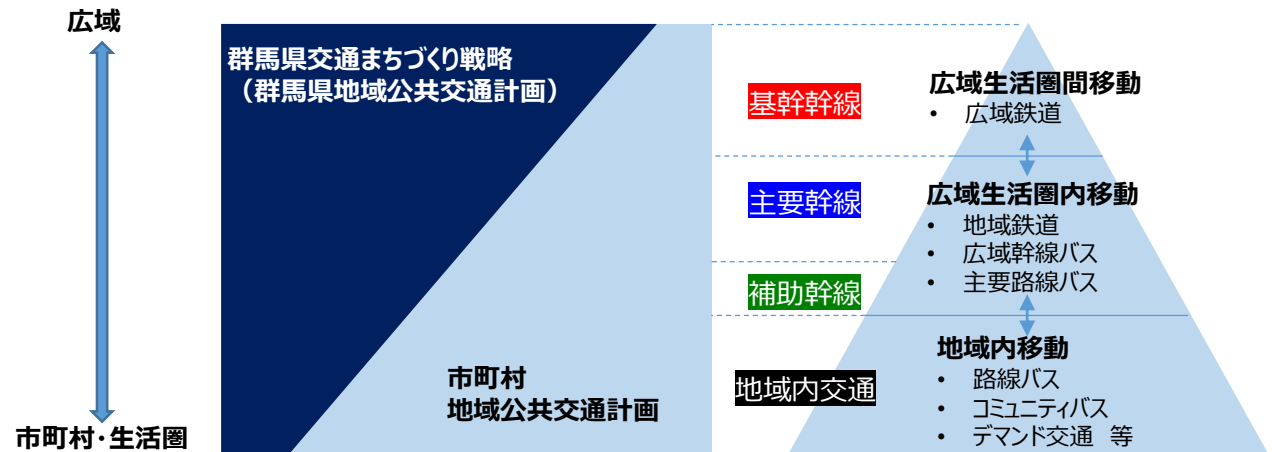 広域
市町村・生活圏
群馬県交通まちづくり戦略
（群馬県地域公共交通計画）
市町村
地域公共交通計画
基幹幹線
主要幹線
補助幹線
地域内交通
広域生活圏間移動
• 広域鉄道
広域生活圏内移動
• 地域鉄道
• 広域幹線バス
• 主要路線バス
地域内移動
• 路線バス
• コミュニティバス
• デマンド交通　等